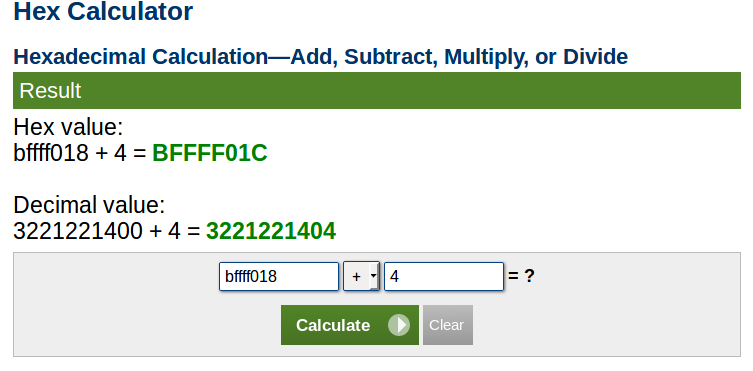 Hex Calculator
Hexadecimal Calculation—Add, Subtract, Multiply, or Divide
Result
Hex value:
bffff018 + 4 = BFFFF01C
Decimal value:
3221221400 + 4 = 3221221404
bffff018 + 4 = ?
Calculate Clear